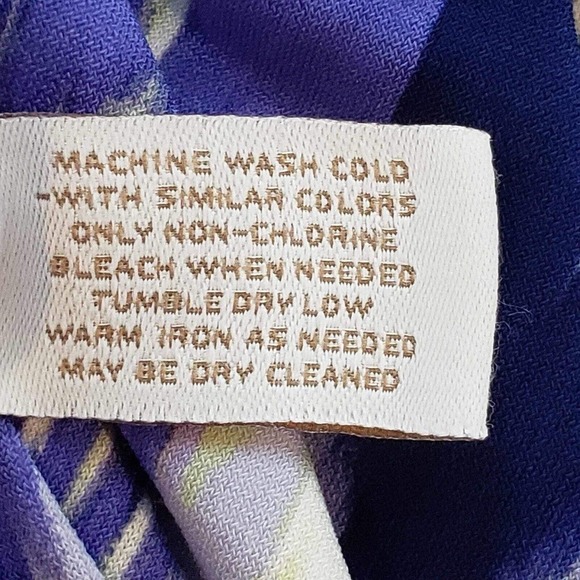 MACHINE WASH COLD
-WITH SIMILAR COLORS
ONLY NON-CHLORINE
BLEACH WHEN NEEDED
TUMBLE DRY LOW
WARM IRON AS NEEDED
MAY BE DRY CLEANED